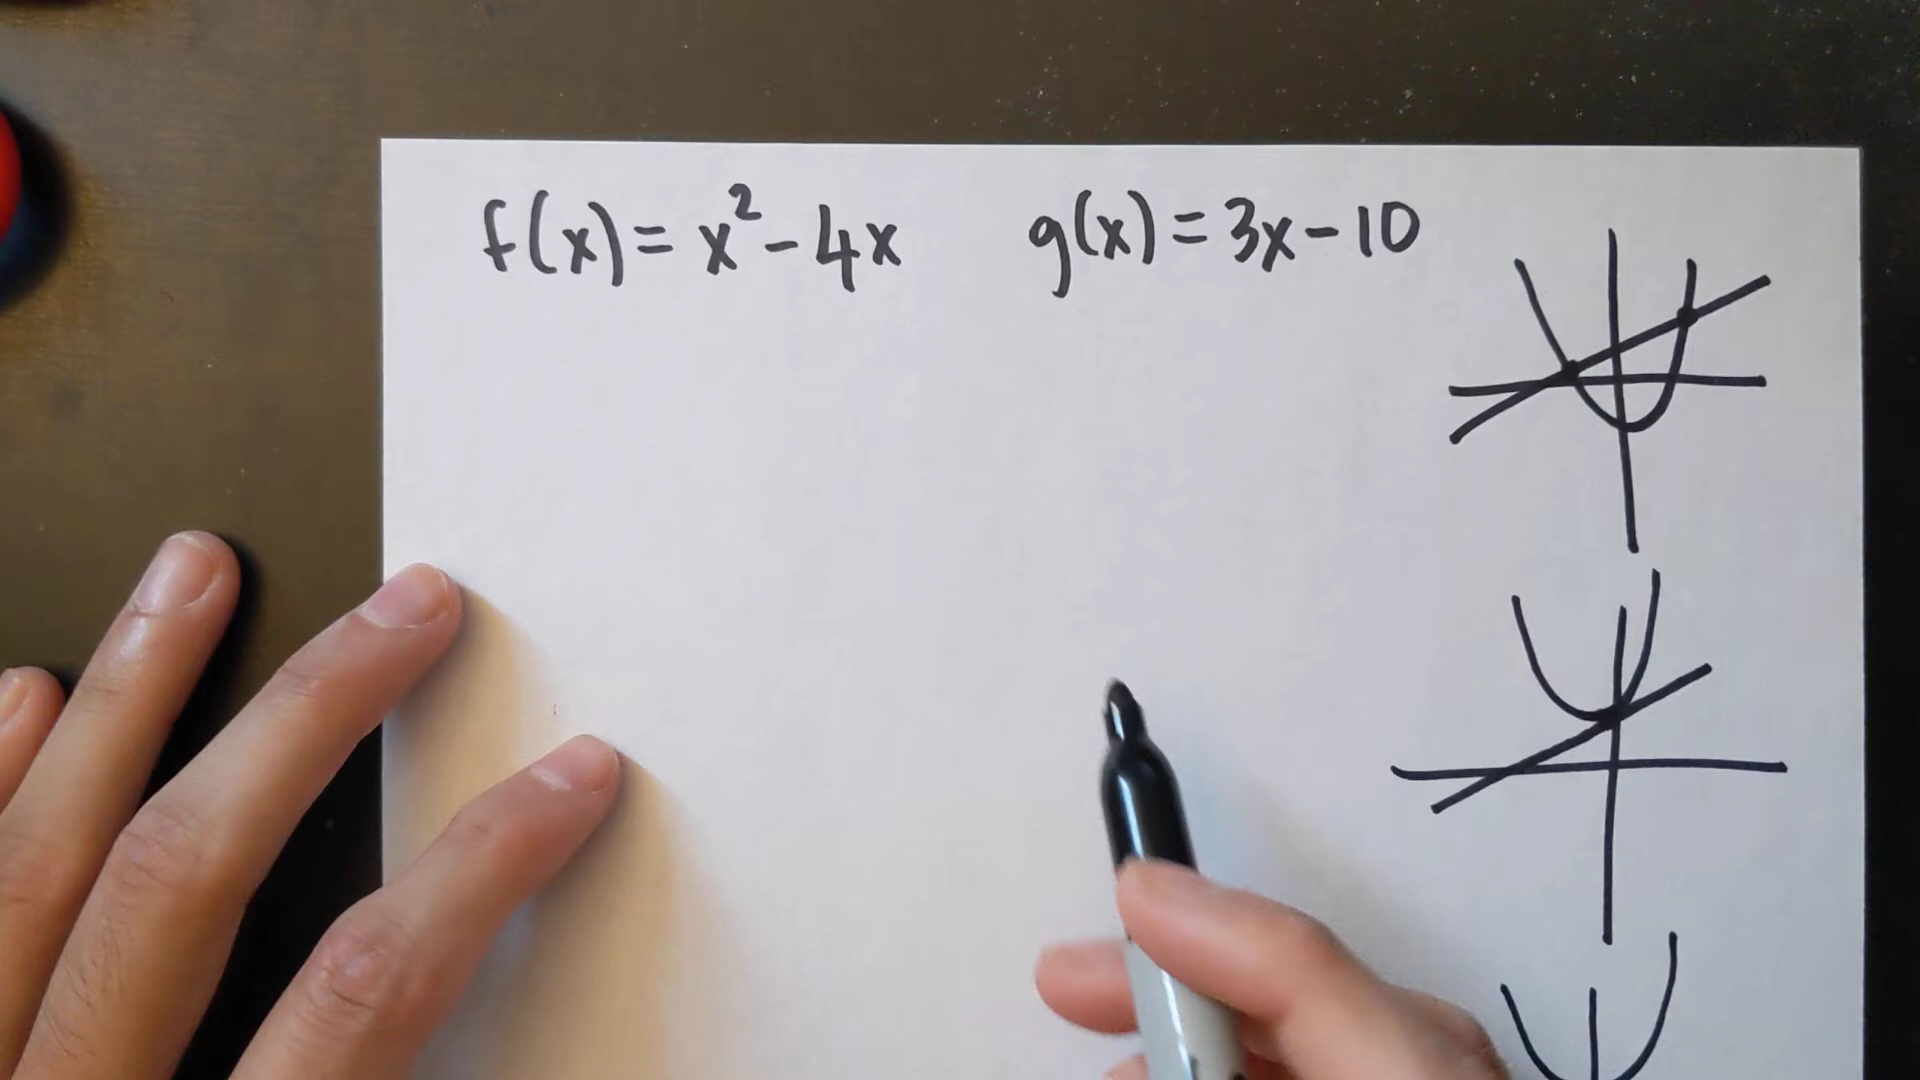 f(x) = x² - 4x g(x) = 3x - 10